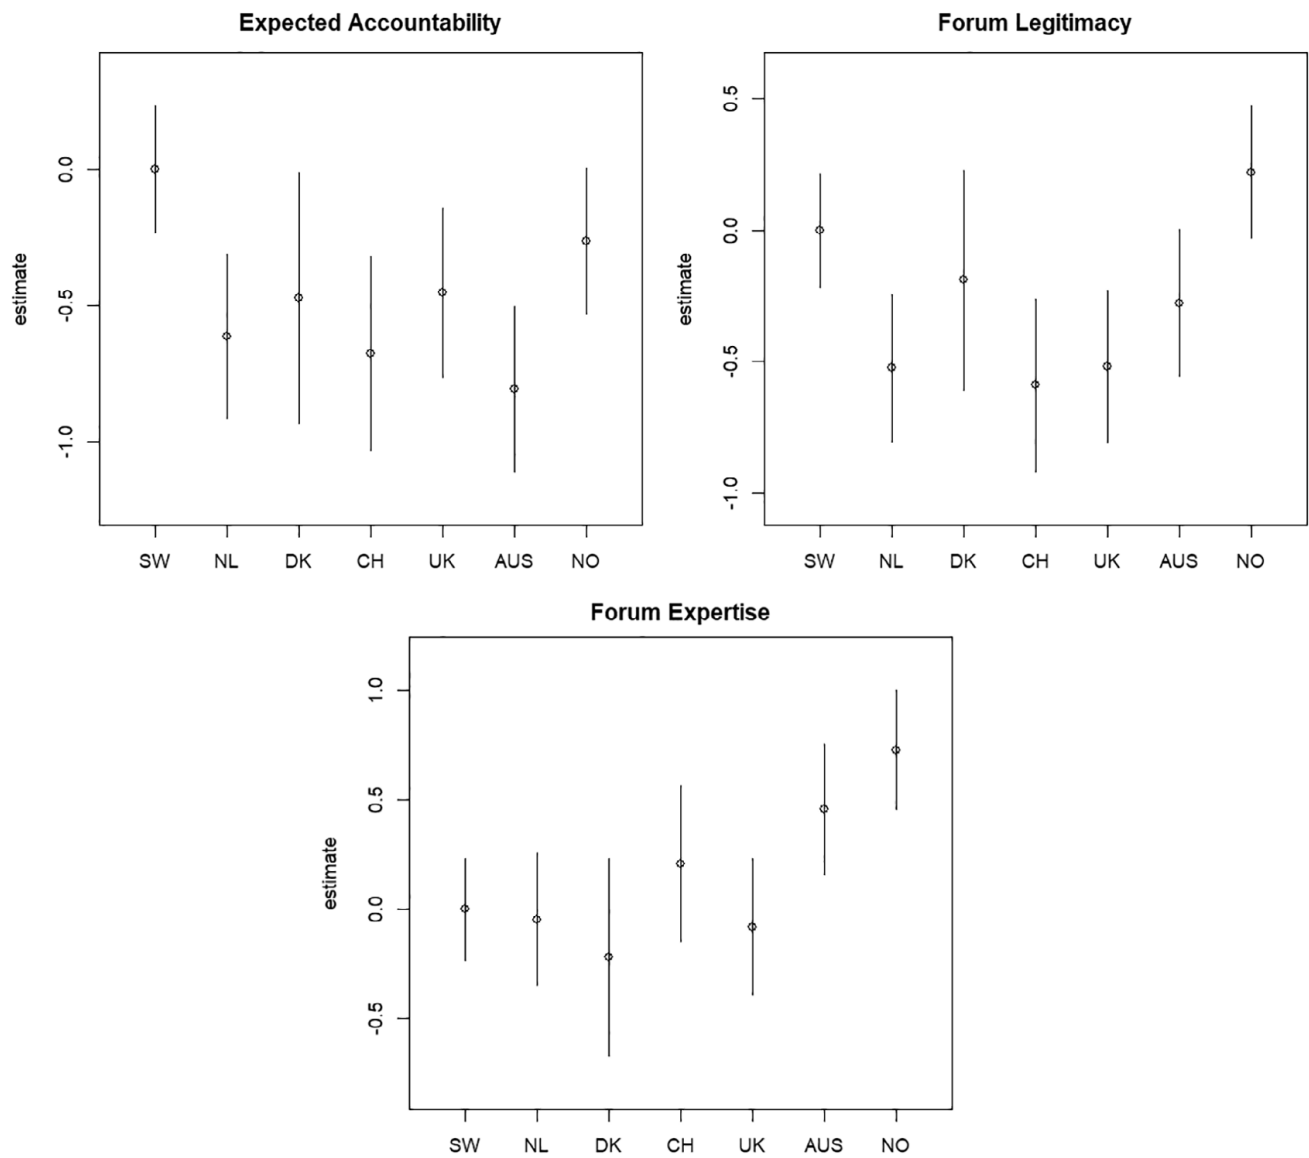 Expected Accountability
estimate
0.0
-0.5
-1.0
SW NL DK CH UK AUS NO
Forum Legitimacy
estimate
0.5
0.0
-0.5
-1.0
SW NL DK CH UK AUS NO
Forum Expertise
estimate
1.0
0.5
0.0
-0.5
SW NL DK CH UK AUS NO